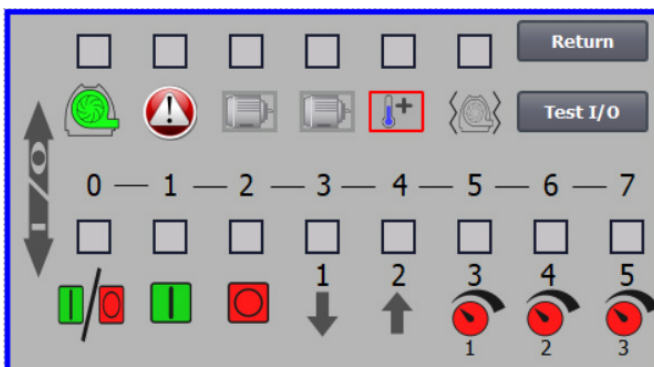 Return
Test I/O
I/O
0 — 1 — 2 — 3 — 4 — 5 — 6 — 7
1 2 3 4 5
1 2 3